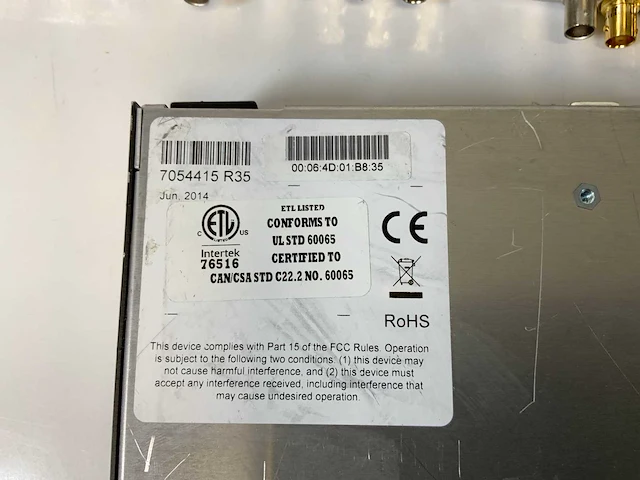 7054415 R35
00:06:4D:01:B8:35
Jun, 2014
ETL LISTED
CONFORMS TO
UL STD 60065
CERTIFIED TO
CAN/CSA STD C22.2 NO. 60065
C ETL US
Intertek
76516
CE
RoHS
This device complies with Part 15 of the FCC Rules. Operation
is subject to the following two conditions. (1) this device may
not cause harmful interference, and (2) this device must
accept any interference received, including interference that
may cause undesired operation.